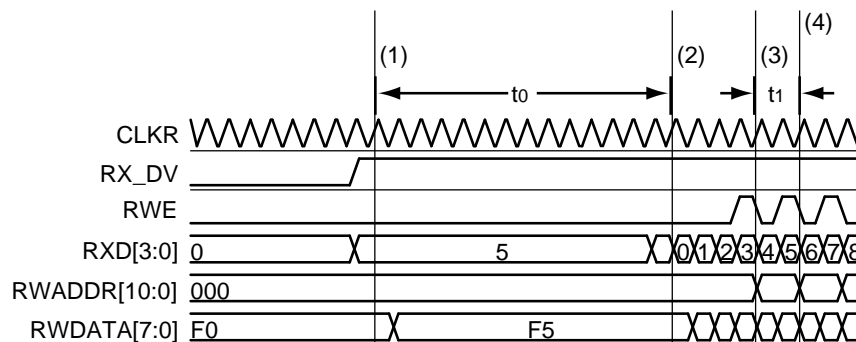 (4)
(1) (2) (3)
t0 t1
CLKR
RX_DV
RWE
RXD[3:0] 0 5 0 1 2 3 4 5 6 7 8
RWADDR[10:0] 000
RWDATA[7:0] F0 F5